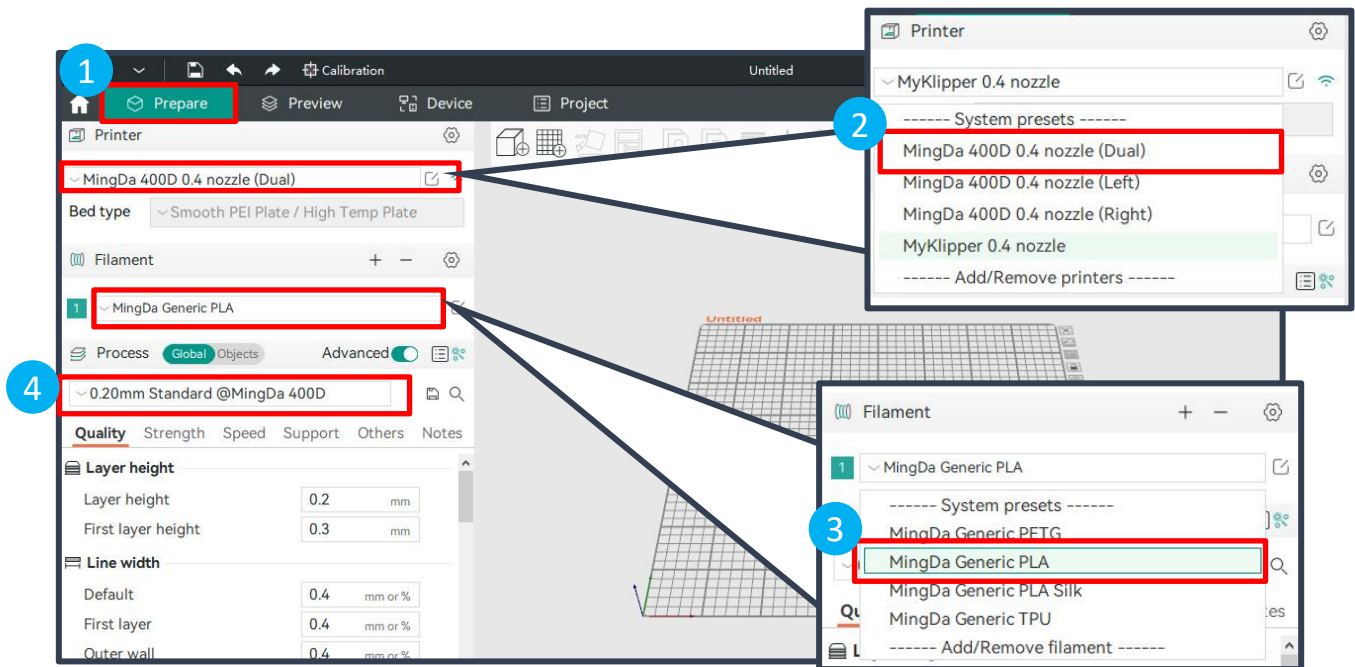 1
Calibration
Untitled
Prepare
Preview
Device
Project
Printer
MingDa 400D 0.4 nozzle (Dual)
Bed type
Smooth PEI Plate / High Temp Plate
Filament
+ −
1
MingDa Generic PLA
Process
Global
Objects
Advanced
4
0.20mm Standard @MingDa 400D
Quality Strength Speed Support Others Notes
Layer height
Layer height 0.2 mm
First layer height 0.3 mm
Line width
Default 0.4 mm or %
First layer 0.4 mm or %
Outer wall 0.4 mm or %
Untitled
Printer
MyKlipper 0.4 nozzle
2
------ System presets ------
MingDa 400D 0.4 nozzle (Dual)
MingDa 400D 0.4 nozzle (Left)
MingDa 400D 0.4 nozzle (Right)
MyKlipper 0.4 nozzle
------ Add/Remove printers ------
Filament
+ −
1
MingDa Generic PLA
------ System presets ------
3
MingDa Generic PETG
MingDa Generic PLA
MingDa Generic PLA Silk
MingDa Generic TPU
------ Add/Remove filament ------